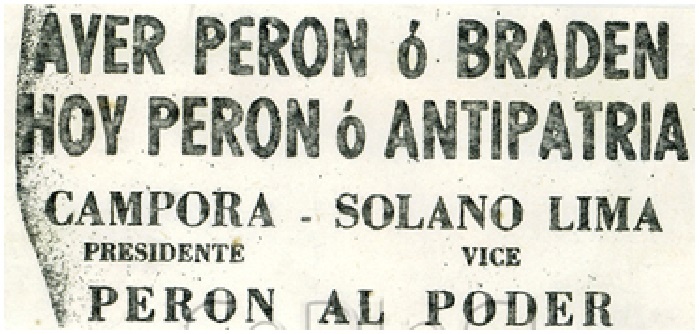 AYER PERON ó BRADEN
HOY PERON ó ANTIPATRIA
CAMPORA - SOLANO LIMA
PRESIDENTE VICE
PERON AL PODER